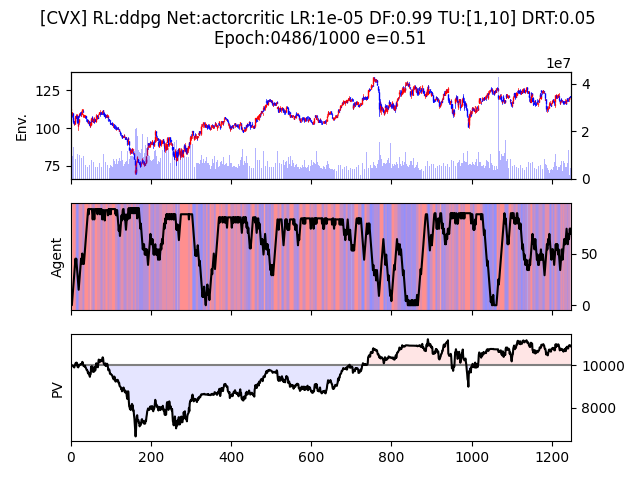 [CVX] RL:ddpg Net:actorcritic LR:1e-05 DF:0.99 TU:[1,10] DRT:0.05
Epoch:0486/1000 e=0.51
1e7
Env.
125
100
75
4
2
0
Agent
50
0
PV
10000
8000
0 200 400 600 800 1000 1200